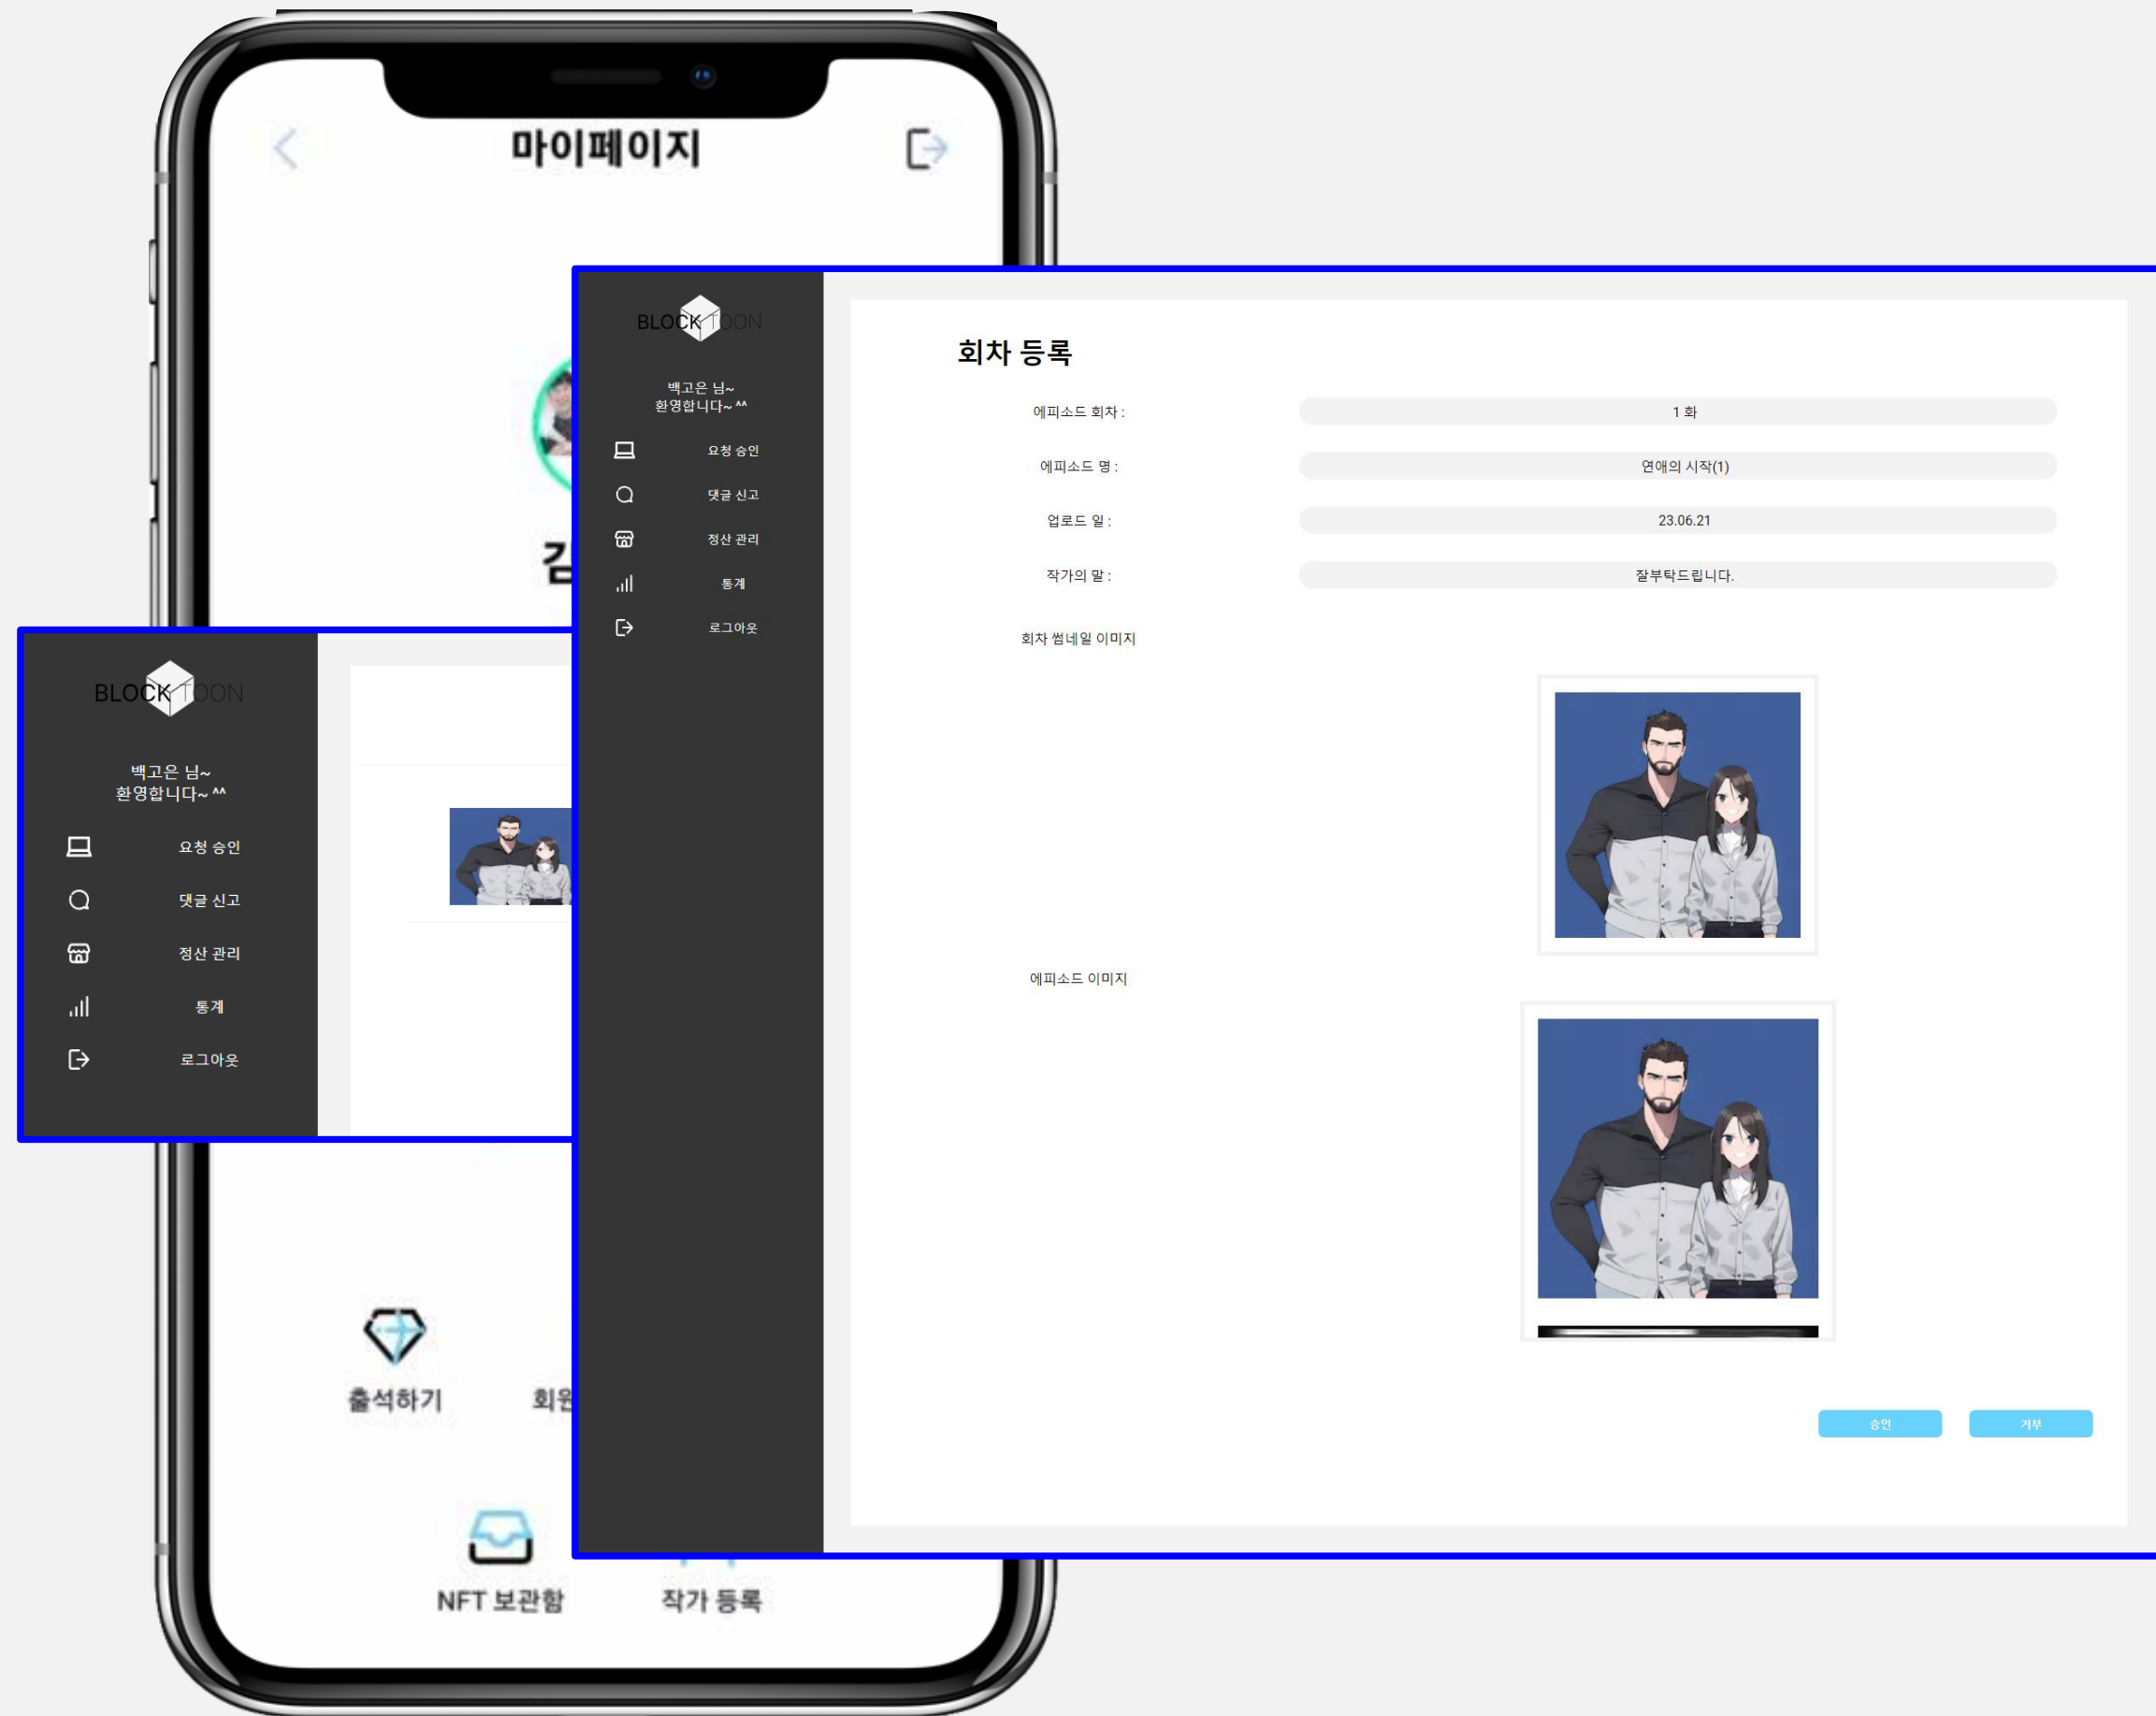 마이페이지
BLOCK TOON
백고은 님~
환영합니다~ ^^
요청 승인
댓글 신고
정산 관리
통계
로그아웃
회차 등록
에피소드 회차 :
1 화
에피소드 명 :
연애의 시작(1)
업로드 일 :
23.06.21
작가의 말 :
잘부탁드립니다.
회차 썸네일 이미지
에피소드 이미지
승인
거부
BLOCK TOON
백고은 님~
환영합니다~ ^^
요청 승인
댓글 신고
정산 관리
통계
로그아웃
출석하기
NFT 보관함
작가 등록